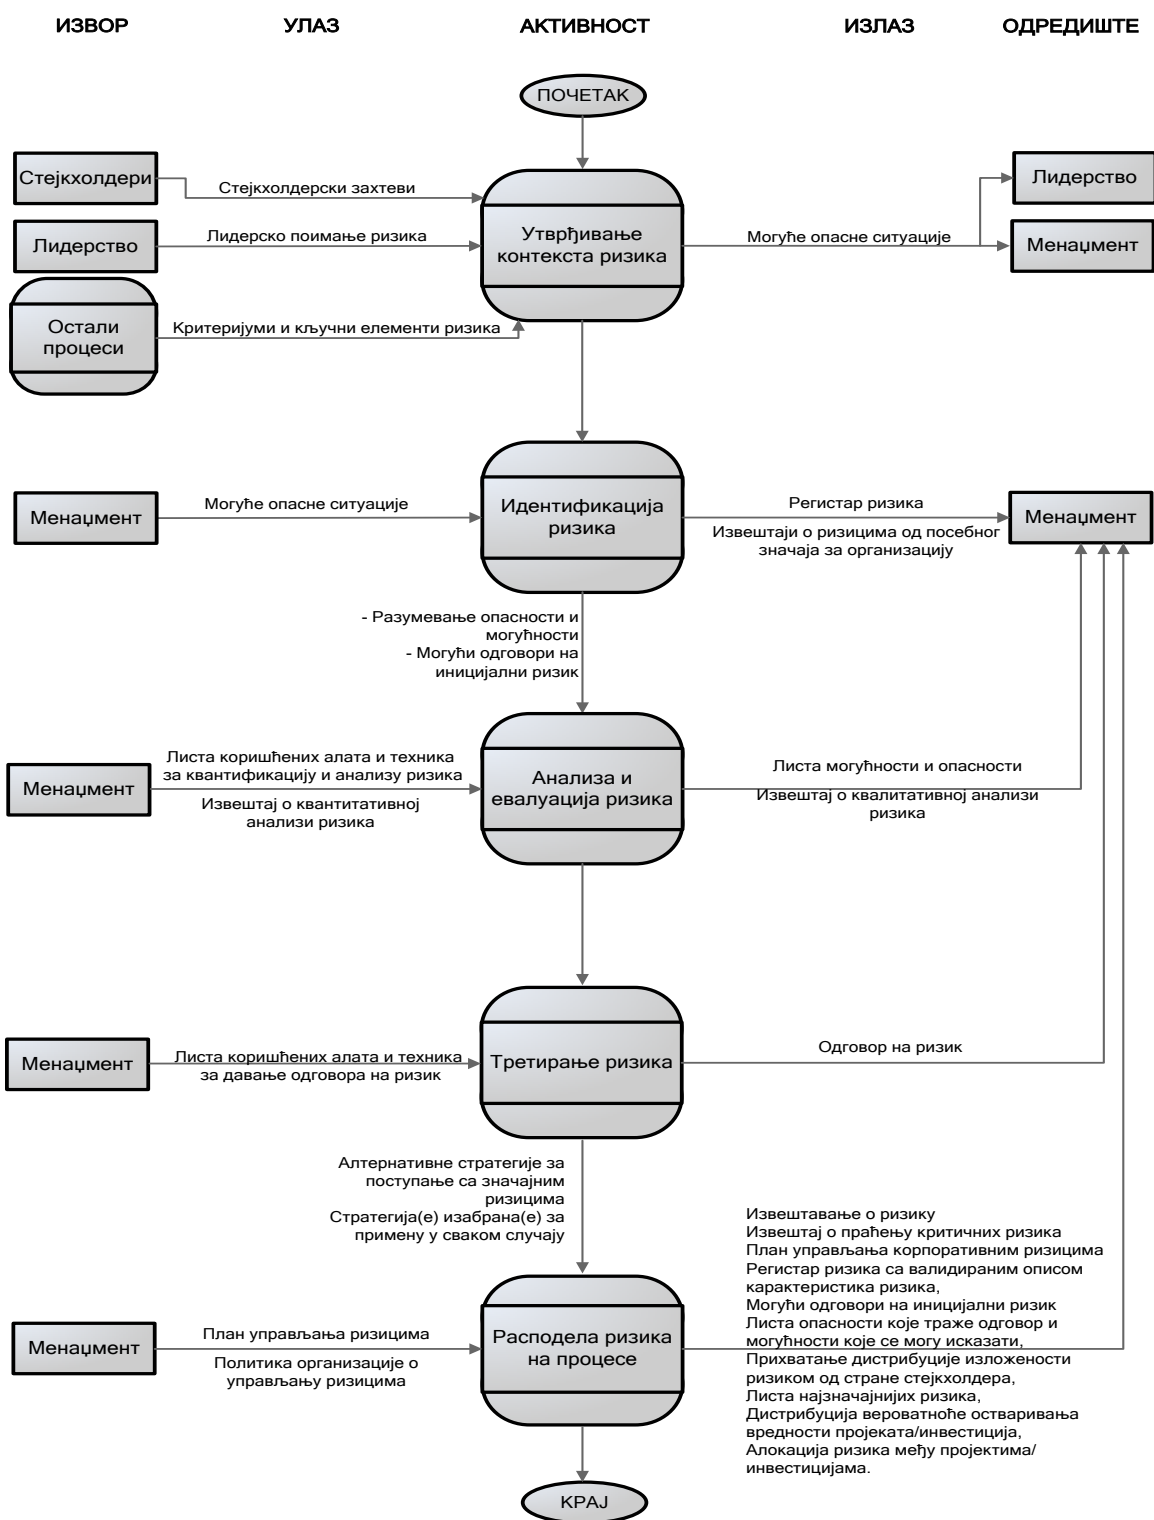 ИЗВОР
УЛАЗ
АКТИВНОСТ
ИЗЛАЗ
ОДРЕДИШТЕ
ПОЧЕТАК
Стејкхолдери
Стејкхолдерски захтеви
Лидерство
Лидерско поимање ризика
Остали
процеси
Критеријуми и кључни елементи ризика
Утврђивање
контекста ризика
Могуће опасне ситуације
Лидерство
Менаџмент
Менаџмент
Могуће опасне ситуације
Идентификација
ризика
Регистар ризика
Извештаји о ризицима од посебног
значаја за организацију
Менаџмент
- Разумевање опасности и
могућности
- Могући одговори на
иницијални ризик
Менаџмент
Листа коришћених алата и техника
за квантификацију и анализу ризика
Извештај о квантитативној
анализи ризика
Анализа и
евалуација ризика
Листа могућности и опасности
Извештај о квалитативној анализи
ризика
Менаџмент
Листа коришћених алата и техника
за давање одговора на ризик
Третирање ризика
Одговор на ризик
Алтернативне стратегије за
поступање са значајним
ризицима
Стратегија(е) изабрана(е) за
примену у сваком случају
Менаџмент
План управљања ризицима
Политика организације о
управљању ризицима
Расподела ризика
на процесе
Извештавање о ризику
Извештај о праћењу критичних ризика
План управљања корпоративним ризицима
Регистар ризика са валидираним описом
карактеристика ризика,
Могући одговори на иницијални ризик
Листа опасности које траже одговор и
могућности које се могу исказати,
Прихватање дистрибуције изложености
ризиком од стране стејкхолдера,
Листа најзначајнијих ризика,
Дистрибуција вероватноће остваривања
вредности пројеката/инвестиција,
Алокација ризика међу пројектима/
инвестицијама.
КРАЈ